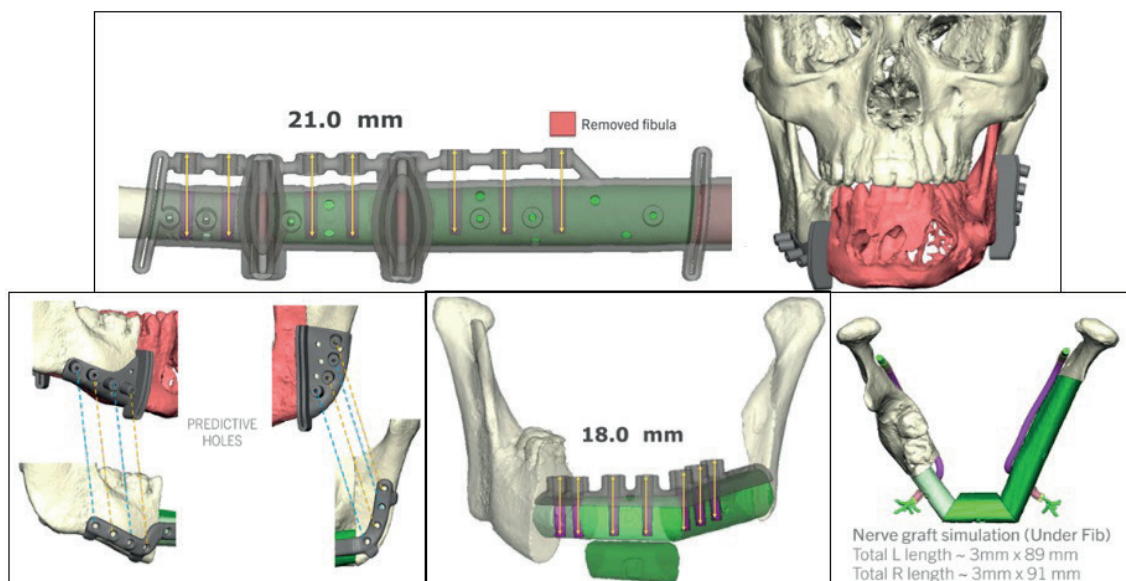 21.0 mm
Removed fibula
PREDICTIVE
HOLES
18.0 mm
Nerve graft simulation (Under Fib)
Total L length ~ 3mm x 89 mm
Total R length ~ 3mm x 91 mm